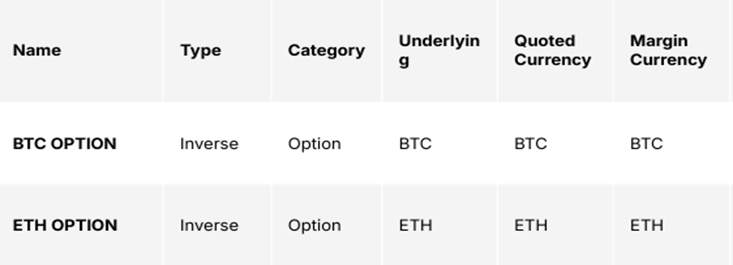 Name Type Category Underlyin
g Quoted
Currency Margin
Currency
BTC OPTION Inverse Option BTC BTC BTC
ETH OPTION Inverse Option ETH ETH ETH